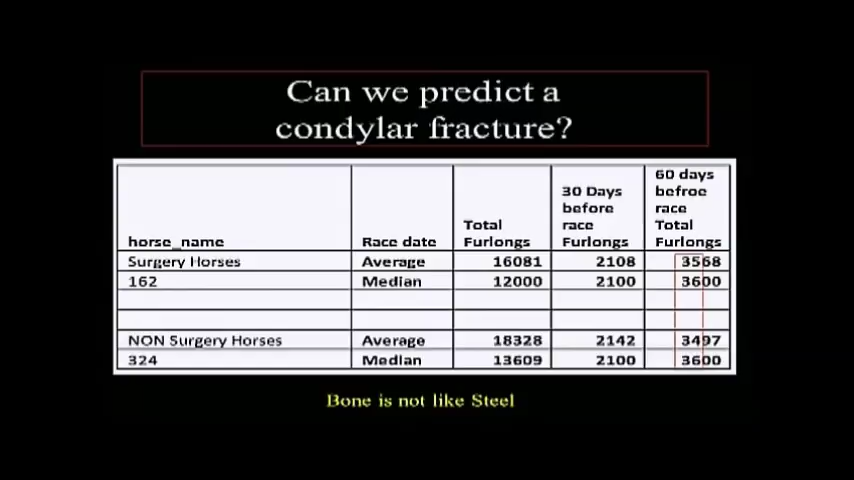 Can we predict a
condylar fracture?
horse_name Race date Total Furlongs 30 Days before race Furlongs 60 days befroe race Total Furlongs
Surgery Horses Average 16081 2108 3568
162 Median 12000 2100 3600
NON Surgery Horses Average 18328 2142 3497
324 Median 13609 2100 3600
Bone is not like Steel